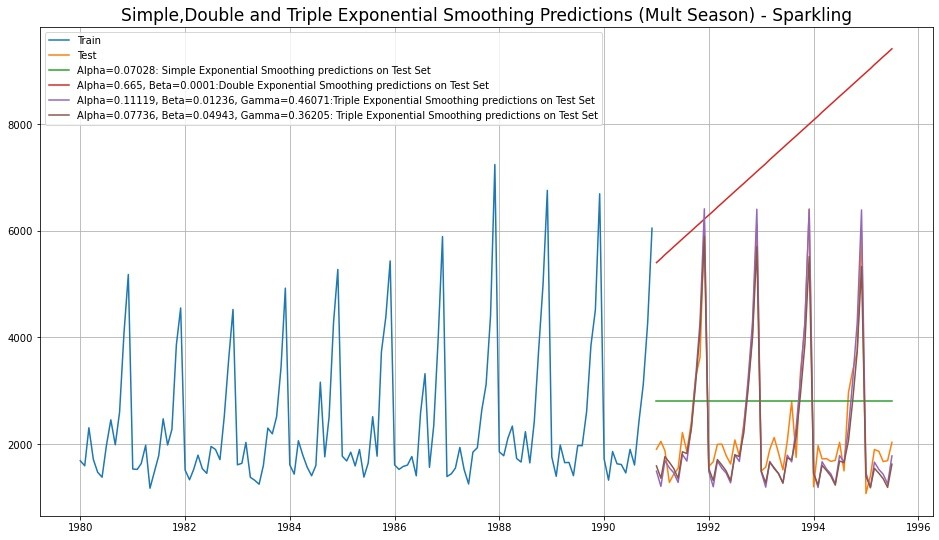 Simple,Double and Triple Exponential Smoothing Predictions (Mult Season) - Sparkling
Train
Test
Alpha=0.07028: Simple Exponential Smoothing predictions on Test Set
Alpha=0.665, Beta=0.0001:Double Exponential Smoothing predictions on Test Set
Alpha=0.11119, Beta=0.01236, Gamma=0.46071:Triple Exponential Smoothing predictions on Test Set
Alpha=0.07736, Beta=0.04943, Gamma=0.36205: Triple Exponential Smoothing predictions on Test Set
8000
6000
4000
2000
1980 1982 1984 1986 1988 1990 1992 1994 1996